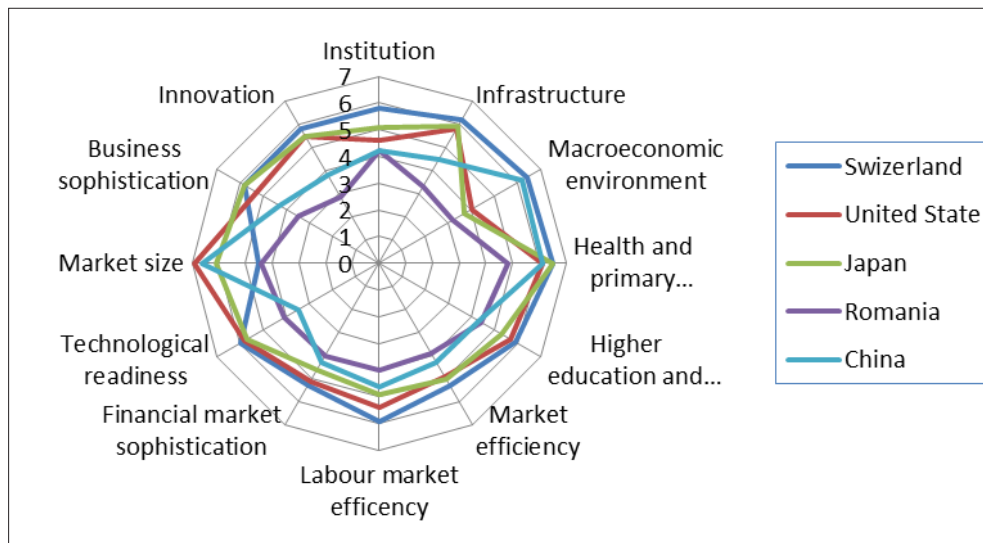 Institution
Infrastructure
Macroeconomic
environment
Health and
primary...
Higher
education and...
Market
efficiency
Labour market
efficency
Financial market
sophistication
Technological
readiness
Market size
Business
sophistication
Innovation
7
6
5
4
3
2
1
0
Swizerland
United State
Japan
Romania
China